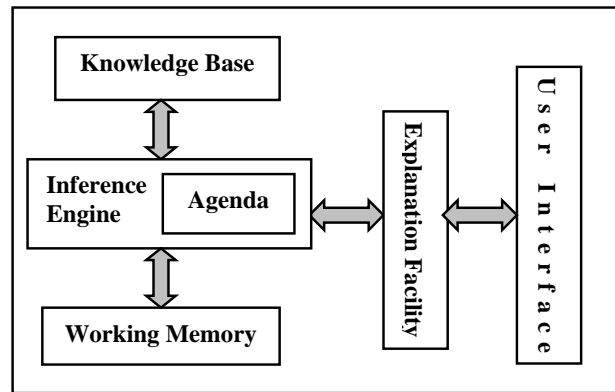 Knowledge Base
Inference
Engine
Agenda
Working Memory
Explanation Facility
User Interface